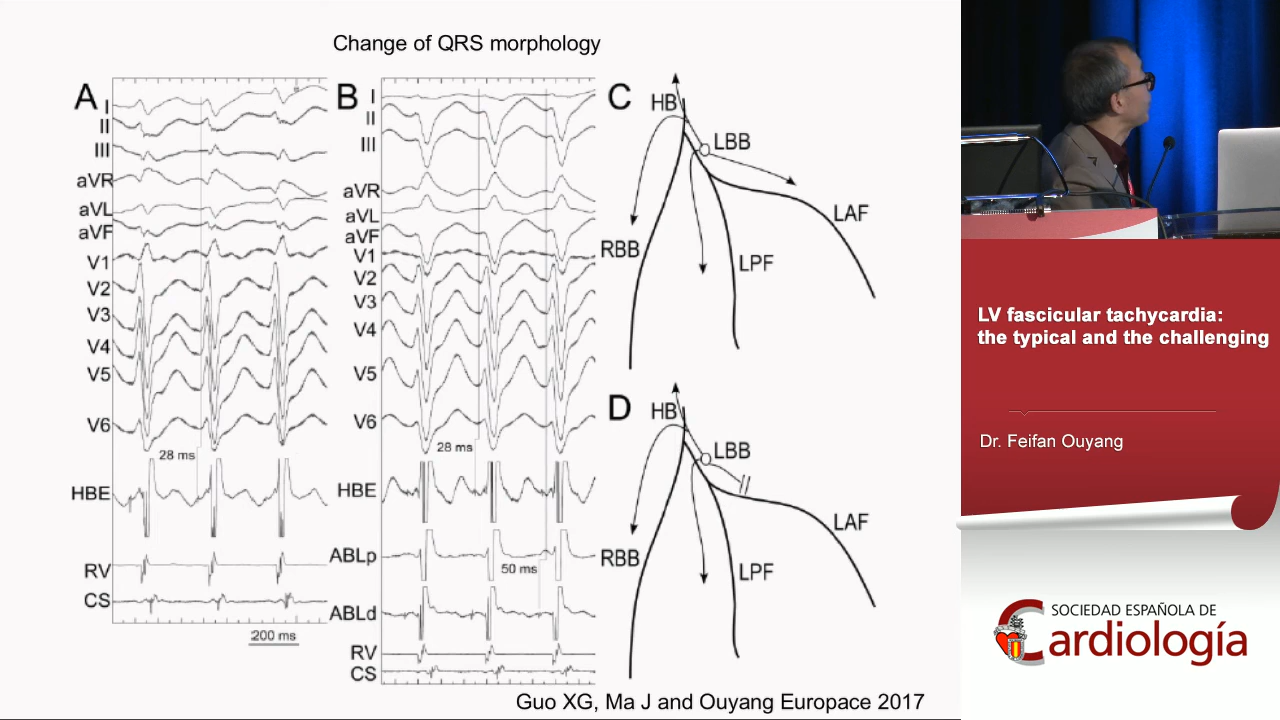 Change of QRS morphology
A
I
II
III
aVR
aVL
aVF
V1
V2
V3
V4
V5
V6
28 ms
HBE
RV
CS
200 ms
B
I
II
III
aVR
aVL
aVF
V1
V2
V3
V4
V5
V6
28 ms
HBE
ABLp
50 ms
ABLd
RV
CS
C
HB
LBB
LAF
RBB
LPF
D
HB
LBB
LAF
RBB
LPF
Guo XG, Ma J and Ouyang Europace 2017
LV fascicular tachycardia:
the typical and the challenging
Dr. Feifan Ouyang
SOCIEDAD ESPAÑOLA DE
Cardiología